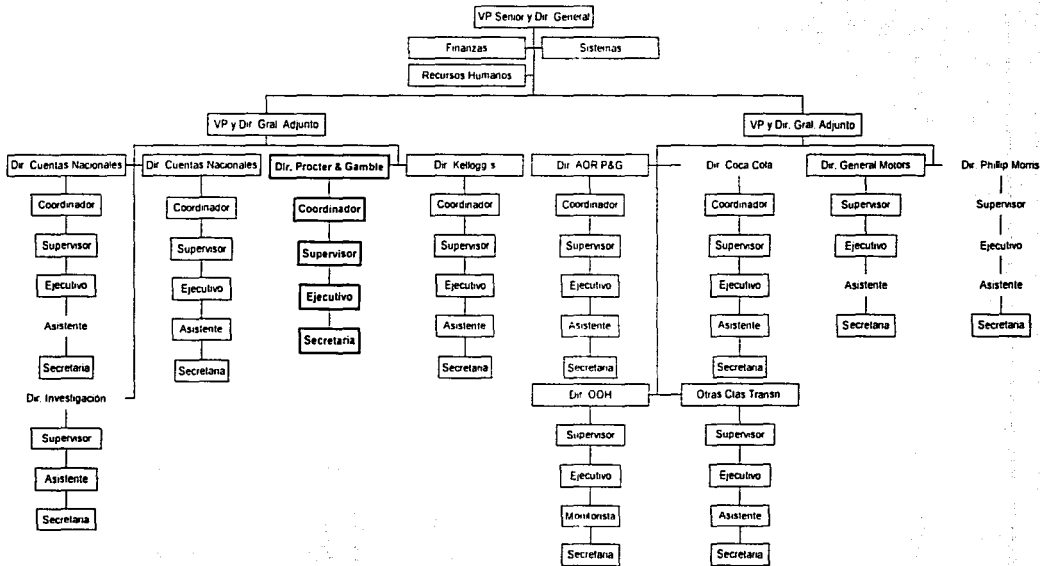 VP Senior y Dir. General
Finanzas
Sistemas
Recursos Humanos
VP y Dir Gral Adjunto
VP y Dir. Gral. Adjunto
Dir. Cuentas Nacionales
Dir. Cuentas Nacionales
Dir. Procter & Gamble
Dir Kellogg s
Dir AOR P&G
Dir Coca Cola
Dir. General Motors
Dir. Phillip Morris
Coordinador
Coordinador
Coordinador
Coordinador
Coordinador
Coordinador
Supervisor
Supervisor
Supervisor
Supervisor
Supervisor
Supervisor
Supervisor
Supervisor
Ejecutivo
Ejecutivo
Ejecutivo
Ejecutivo
Ejecutivo
Ejecutivo
Ejecutivo
Ejecutivo
Asistente
Asistente
Secretaria
Asistente
Asistente
Asistente
Asistente
Asistente
Secretaria
Secretaria
Secretaria
Secretaria
Secretaria
Secretaria
Secretaria
Dir. Investigación
Dir OOH
Otras Ctas Transn
Supervisor
Supervisor
Supervisor
Asistente
Ejecutivo
Ejecutivo
Secretaria
Monitorista
Asistente
Secretaria
Secretaria